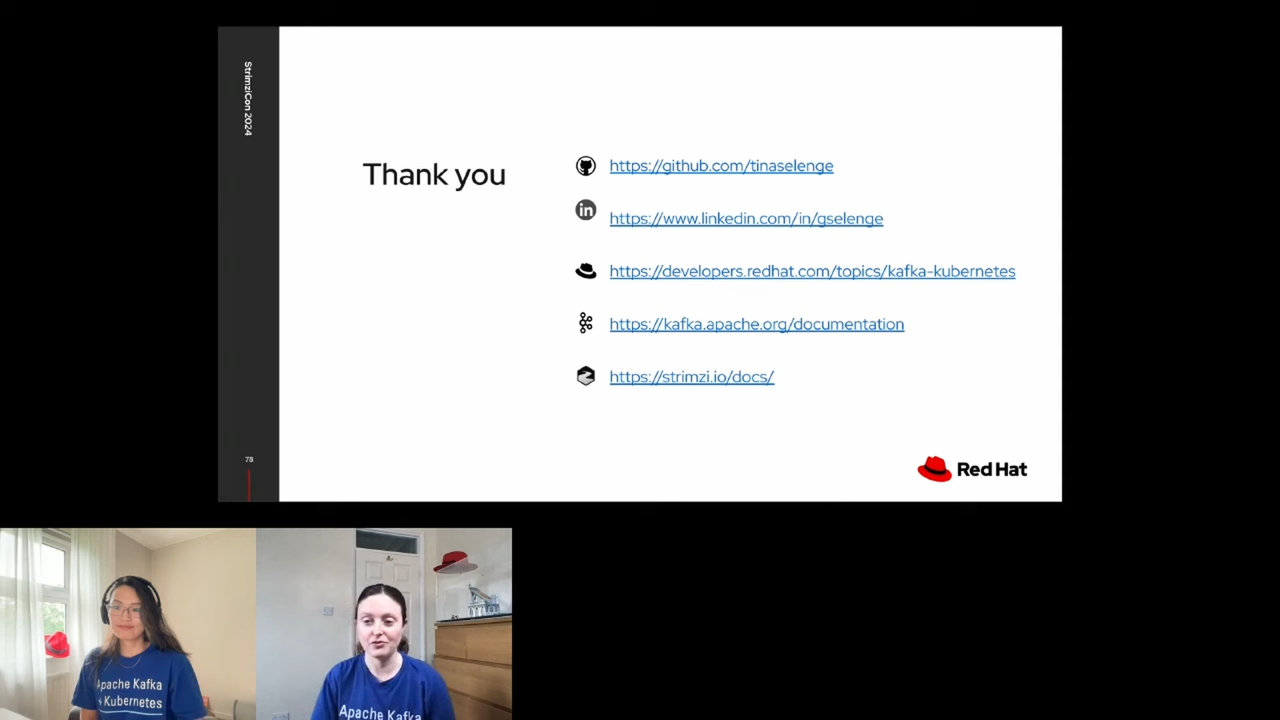 StrimziCon 2024
Thank you
https://github.com/tinaselenge
https://www.linkedin.com/in/gselenge
https://developers.redhat.com/topics/kafka-kubernetes
https://kafka.apache.org/documentation
https://strimzi.io/docs/
78
Red Hat
Apache Kafka
+ Kubernetes
Apache Kafka